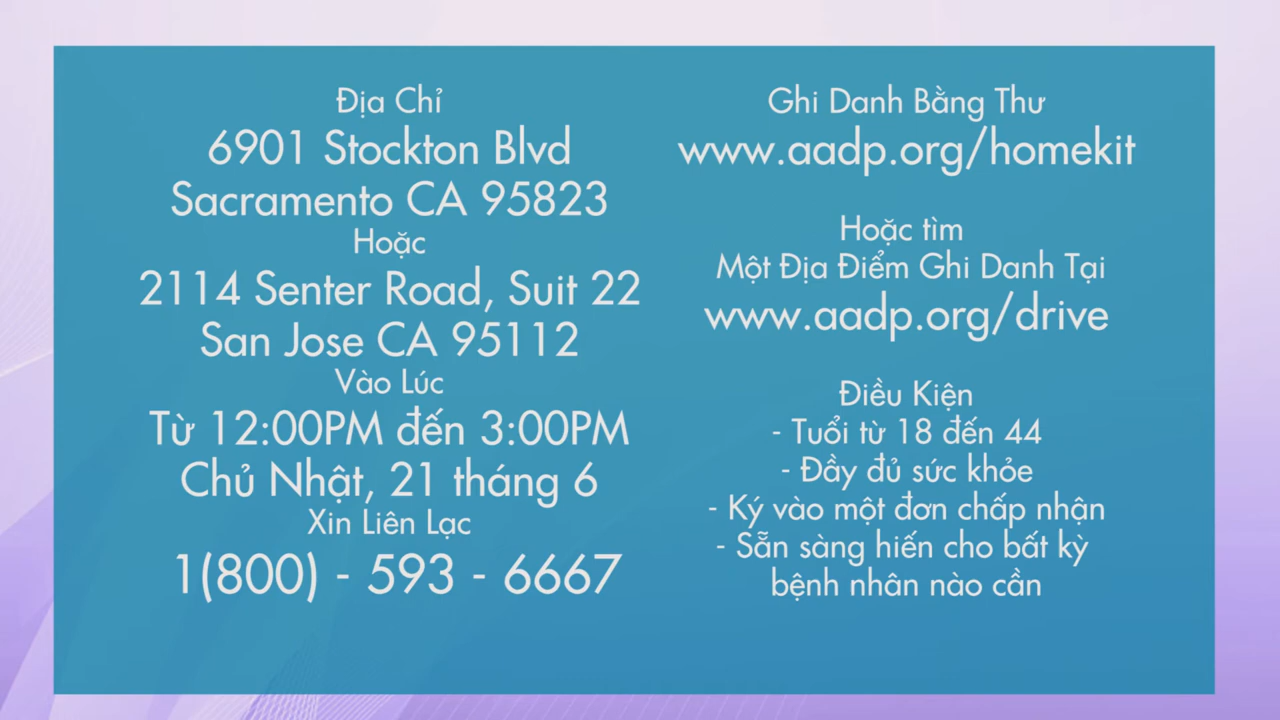 Địa Chỉ
6901 Stockton Blvd
Sacramento CA 95823
Hoặc
2114 Senter Road, Suit 22
San Jose CA 95112
Vào Lúc
Từ 12:00PM đến 3:00PM
Chủ Nhật, 21 tháng 6
Xin Liên Lạc
1(800) - 593 - 6667
Ghi Danh Bằng Thư
www.aadp.org/homekit
Hoặc tìm
Một Địa Điểm Ghi Danh Tại
www.aadp.org/drive
Điều Kiện
- Tuổi từ 18 đến 44
- Đầy đủ sức khỏe
- Ký vào một đơn chấp nhận
- Sẵn sàng hiến cho bất kỳ
bệnh nhân nào cần